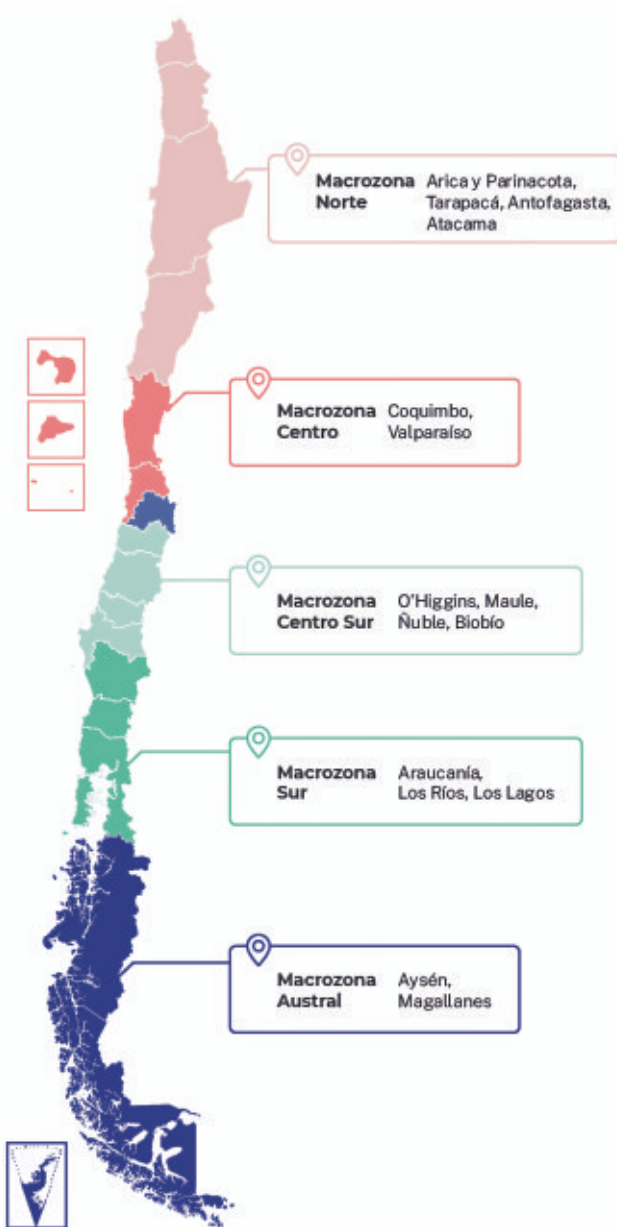 Macrozona Norte
Arica y Parinacota,
Tarapacá, Antofagasta,
Atacama
Macrozona Centro
Coquimbo,
Valparaíso
Macrozona Centro Sur
O'Higgins, Maule,
Ñuble, Biobío
Macrozona Sur
Araucanía,
Los Ríos, Los Lagos
Macrozona Austral
Aysén,
Magallanes